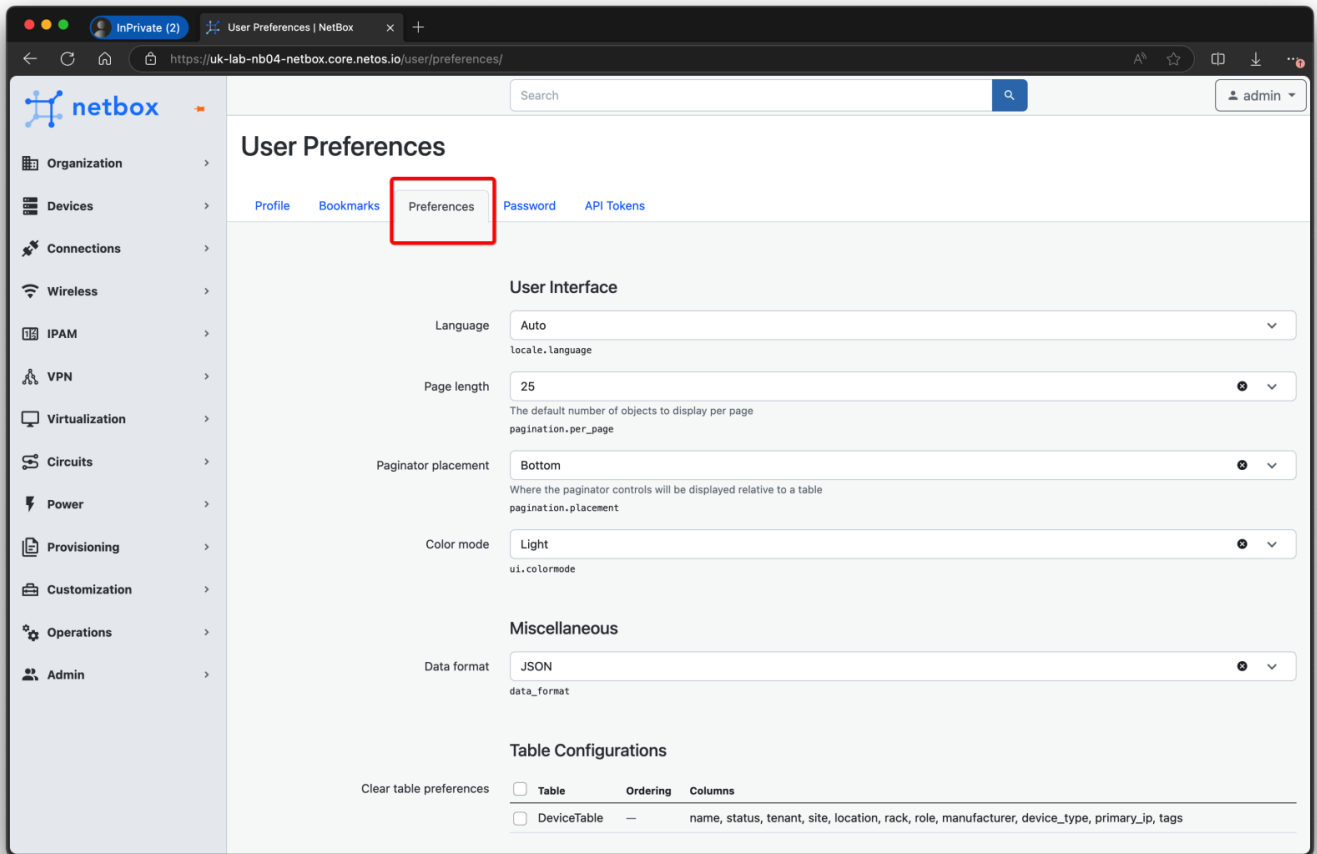 InPrivate (2)
User Preferences | NetBox
https://uk-lab-nb04-netbox.core.netos.io/user/preferences/
netbox
Search
admin
User Preferences
Organization
Devices
Connections
Wireless
IPAM
VPN
Virtualization
Circuits
Power
Provisioning
Customization
Operations
Admin
Profile Bookmarks Preferences Password API Tokens
User Interface
Language Auto
locale.language
Page length 25
The default number of objects to display per page
pagination.per_page
Paginator placement Bottom
Where the paginator controls will be displayed relative to a table
pagination.placement
Color mode Light
ui.colormode
Miscellaneous
Data format JSON
data_format
Table Configurations
Clear table preferences Table Ordering Columns
DeviceTable — name, status, tenant, site, location, rack, role, manufacturer, device_type, primary_ip, tags